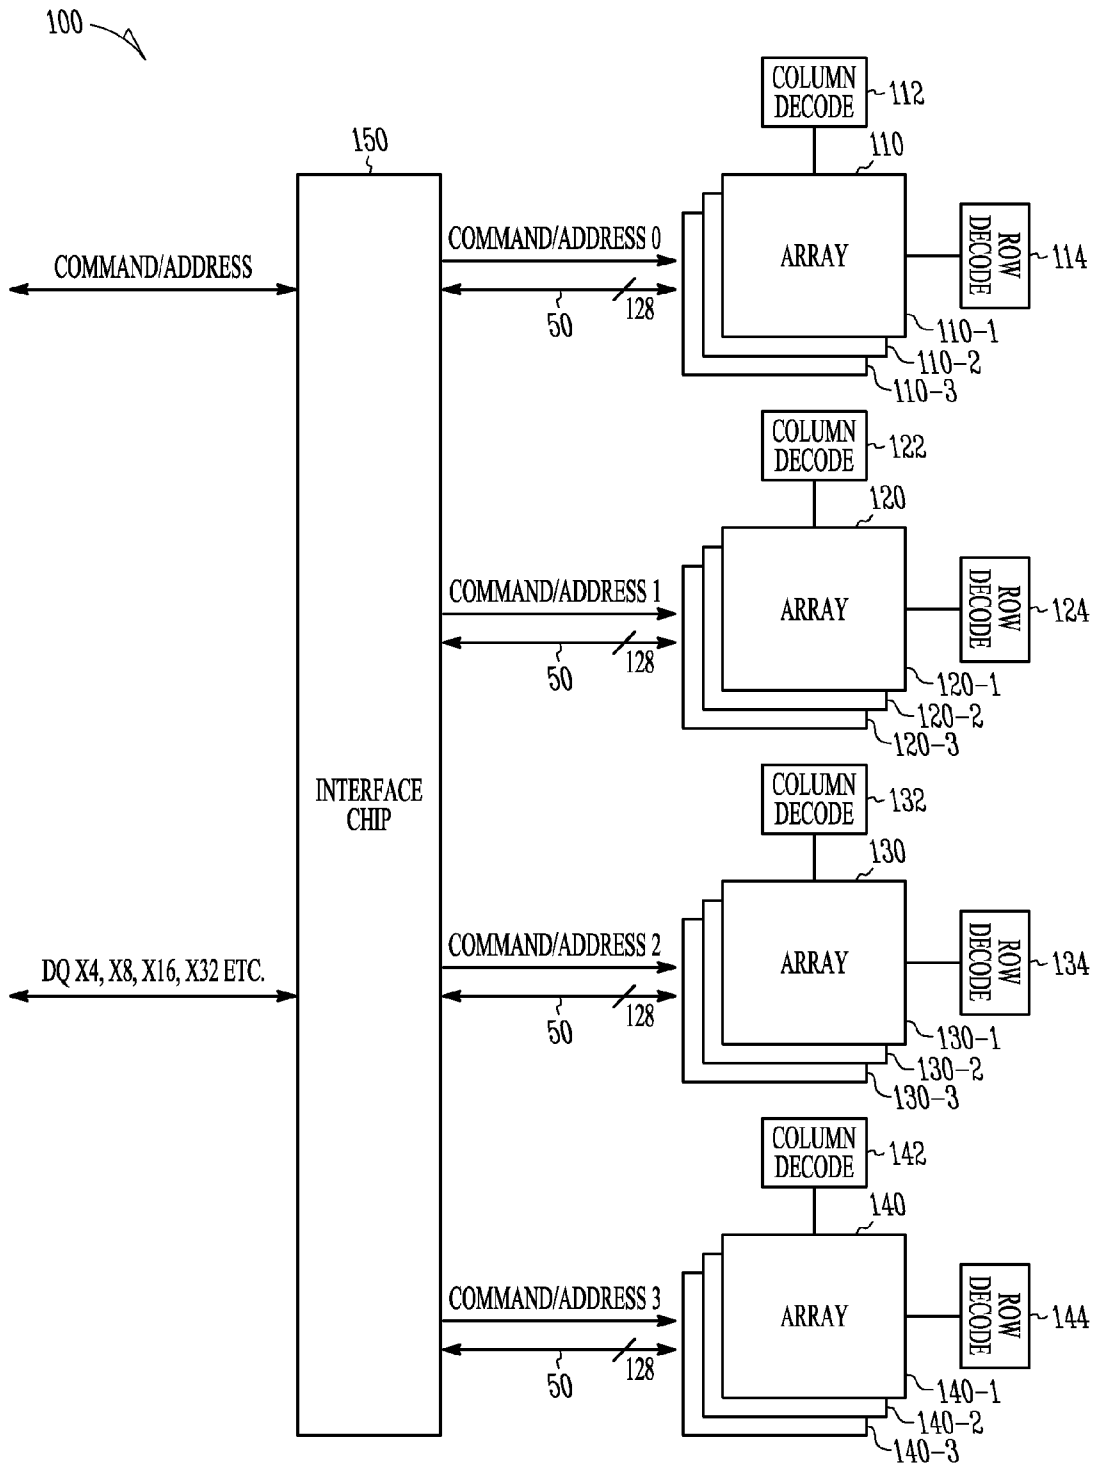 100
COLUMN
DECODE
112
150
110
COMMAND/ADDRESS 0
ARRAY
ROW
DECODE
114
COMMAND/ADDRESS
50
128
110-1
110-2
110-3
COLUMN
DECODE
122
120
COMMAND/ADDRESS 1
ARRAY
ROW
DECODE
124
50
128
120-1
120-2
120-3
INTERFACE
CHIP
COLUMN
DECODE
132
130
COMMAND/ADDRESS 2
ARRAY
ROW
DECODE
134
DQ X4, X8, X16, X32 ETC.
50
128
130-1
130-2
130-3
COLUMN
DECODE
142
140
COMMAND/ADDRESS 3
ARRAY
ROW
DECODE
144
50
128
140-1
140-2
140-3